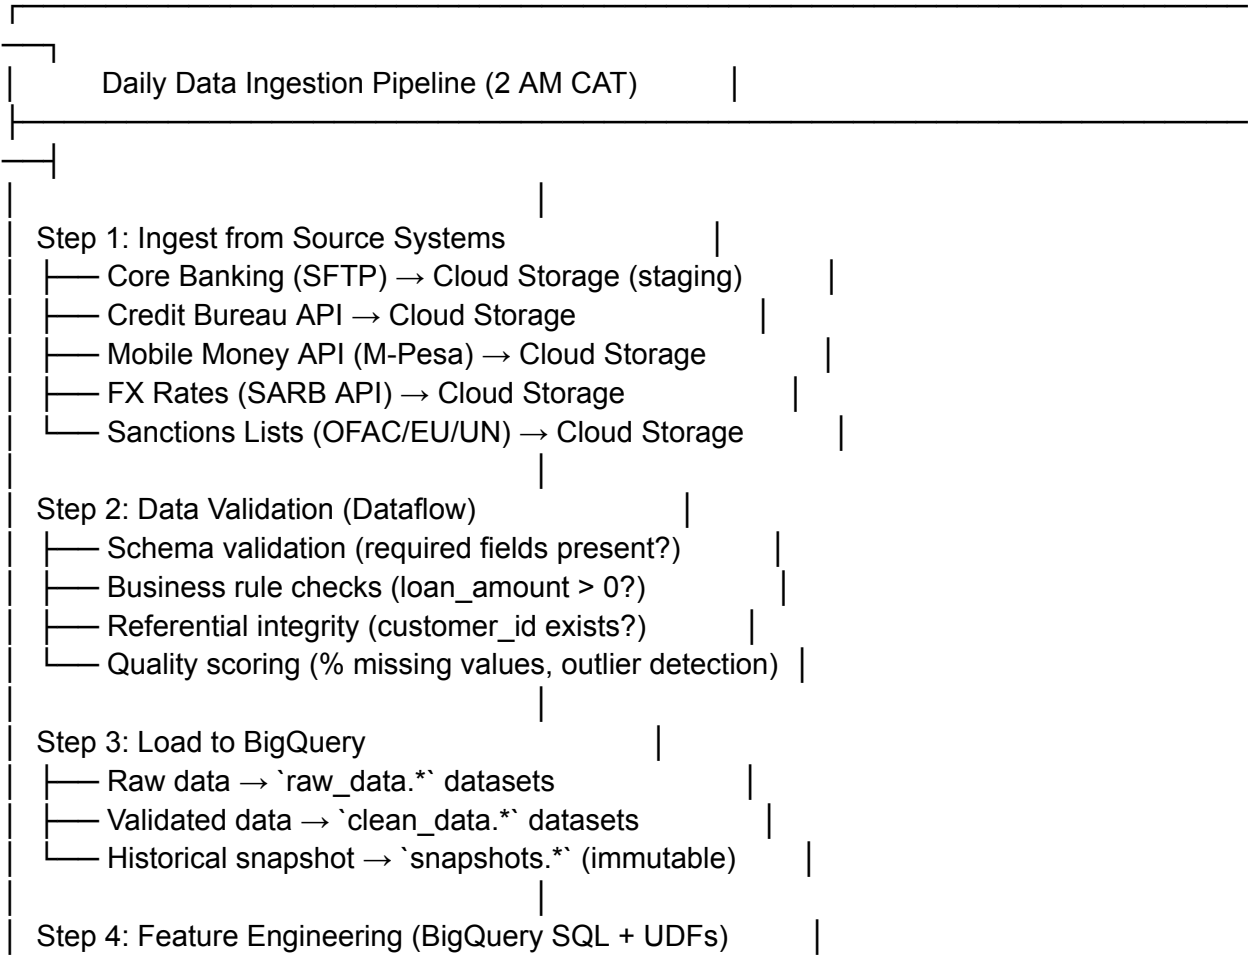 Daily Data Ingestion Pipeline (2 AM CAT)
Step 1: Ingest from Source Systems
├── Core Banking (SFTP) → Cloud Storage (staging)
├── Credit Bureau API → Cloud Storage
├── Mobile Money API (M-Pesa) → Cloud Storage
├── FX Rates (SARB API) → Cloud Storage
└── Sanctions Lists (OFAC/EU/UN) → Cloud Storage
Step 2: Data Validation (Dataflow)
├── Schema validation (required fields present?)
├── Business rule checks (loan_amount > 0?)
├── Referential integrity (customer_id exists?)
└── Quality scoring (% missing values, outlier detection)
Step 3: Load to BigQuery
├── Raw data → `raw_data.*` datasets
├── Validated data → `clean_data.*` datasets
└── Historical snapshot → `snapshots.*` (immutable)
Step 4: Feature Engineering (BigQuery SQL + UDFs)